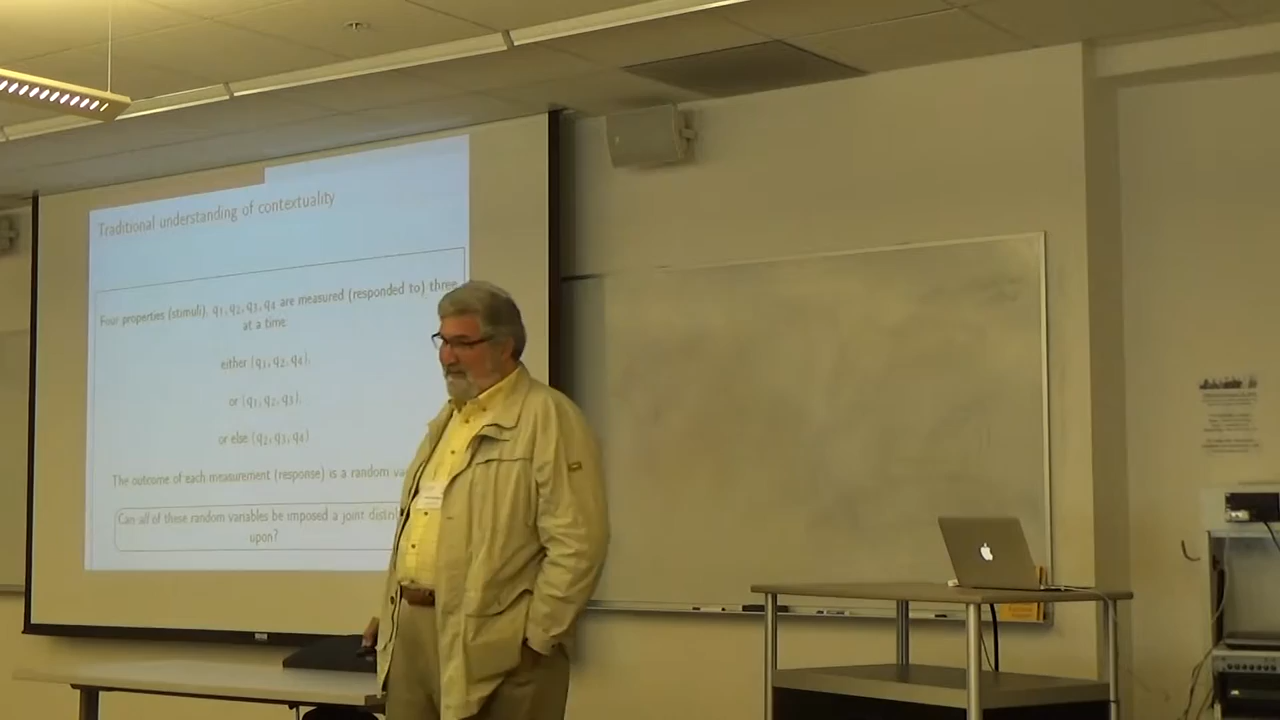 Traditional understanding of contextuality
Four properties (stimuli), q₁, q₂, q₃, q₄ are measured (responded to) three
at a time:
either (q₁, q₂, q₄),
or (q₁, q₂, q₃),
or else (q₂, q₃, q₄)
The outcome of each measurement (response) is a random
Can all of these random variables be imposed a joint
upon?